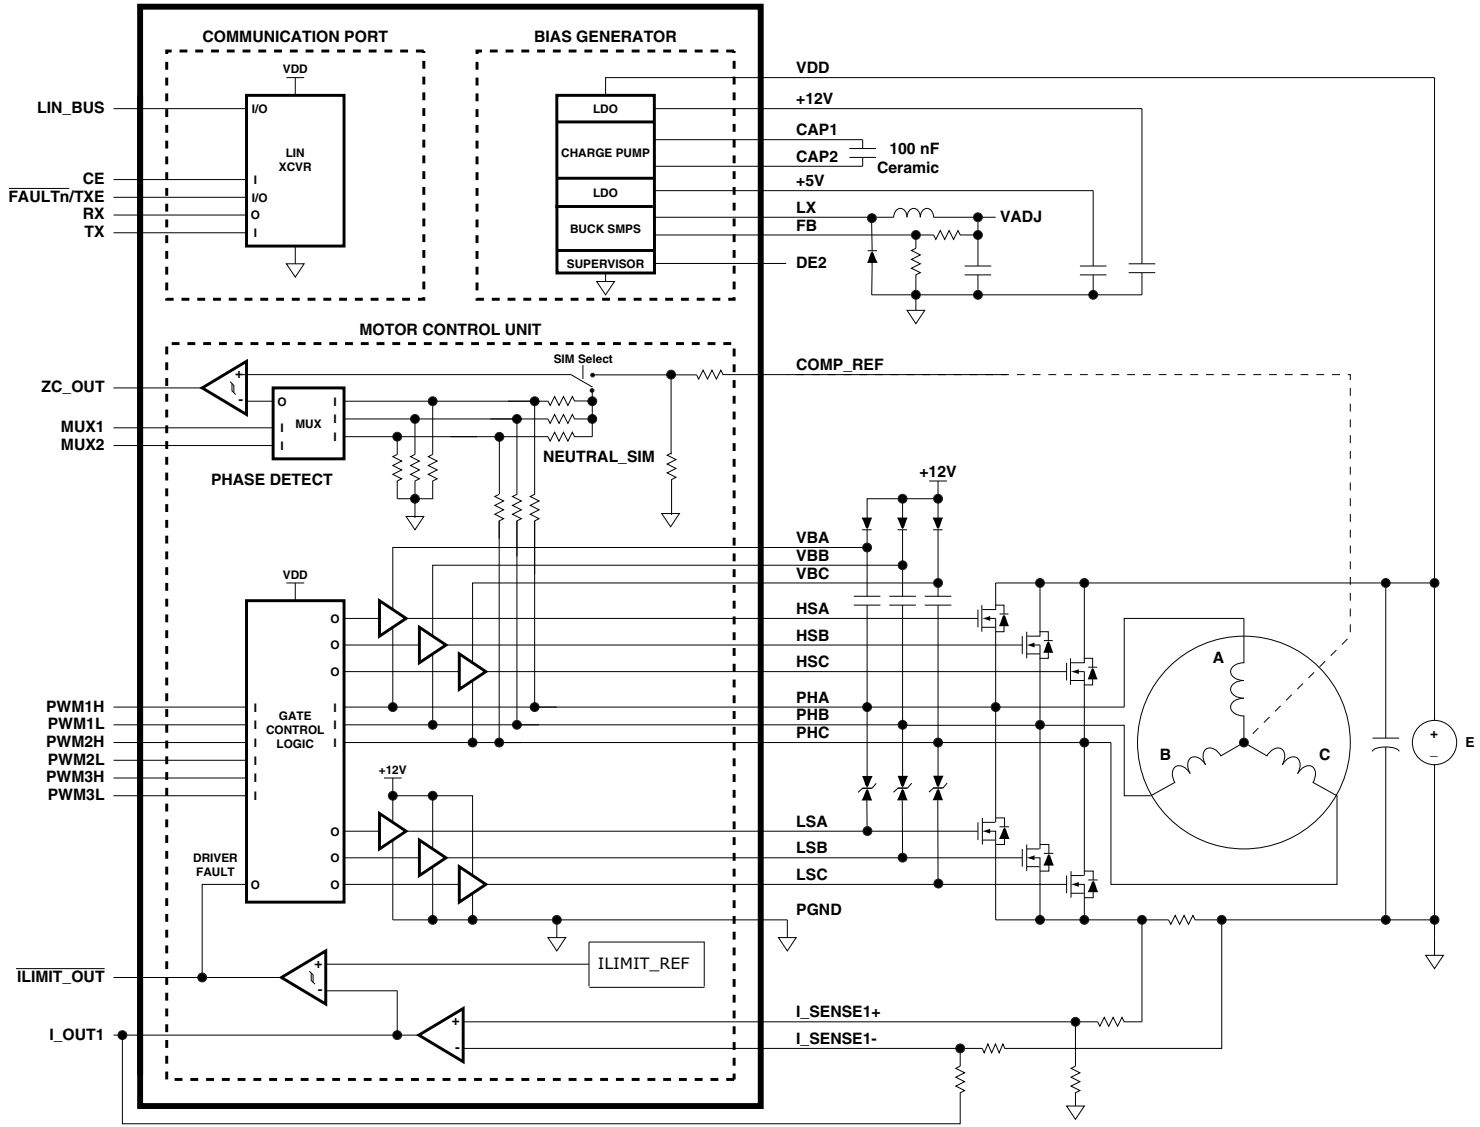 COMMUNICATION PORT
BIAS GENERATOR
VDD
LIN_BUS
I/O
LIN
XCVR
CE
I
FAULTn/TXE
I/O
RX
O
TX
I
LDO
CHARGE PUMP
LDO
BUCK SMPS
SUPERVISOR
VDD
+12V
CAP1
CAP2
100 nF
Ceramic
+5V
LX
VADJ
FB
DE2
MOTOR CONTROL UNIT
SIM Select
COMP_REF
ZC_OUT
+
-
O
I
MUX1
I
MUX
I
MUX2
I
I
NEUTRAL_SIM
PHASE DETECT
+12V
VBA
VBB
VBC
VDD
HSA
HSB
HSC
O
O
O
PWM1H
PWM1L
PWM2H
PWM2L
PWM3H
PWM3L
I
I
I
I
I
I
GATE
CONTROL
LOGIC
I
I
I
PHA
PHB
PHC
A
B
C
+
–
E
+12V
O
O
O
LSA
LSB
LSC
DRIVER
FAULT
O
PGND
ILIMIT_OUT
+
-
ILIMIT_REF
I_OUT1
+
-
I_SENSE1+
I_SENSE1-